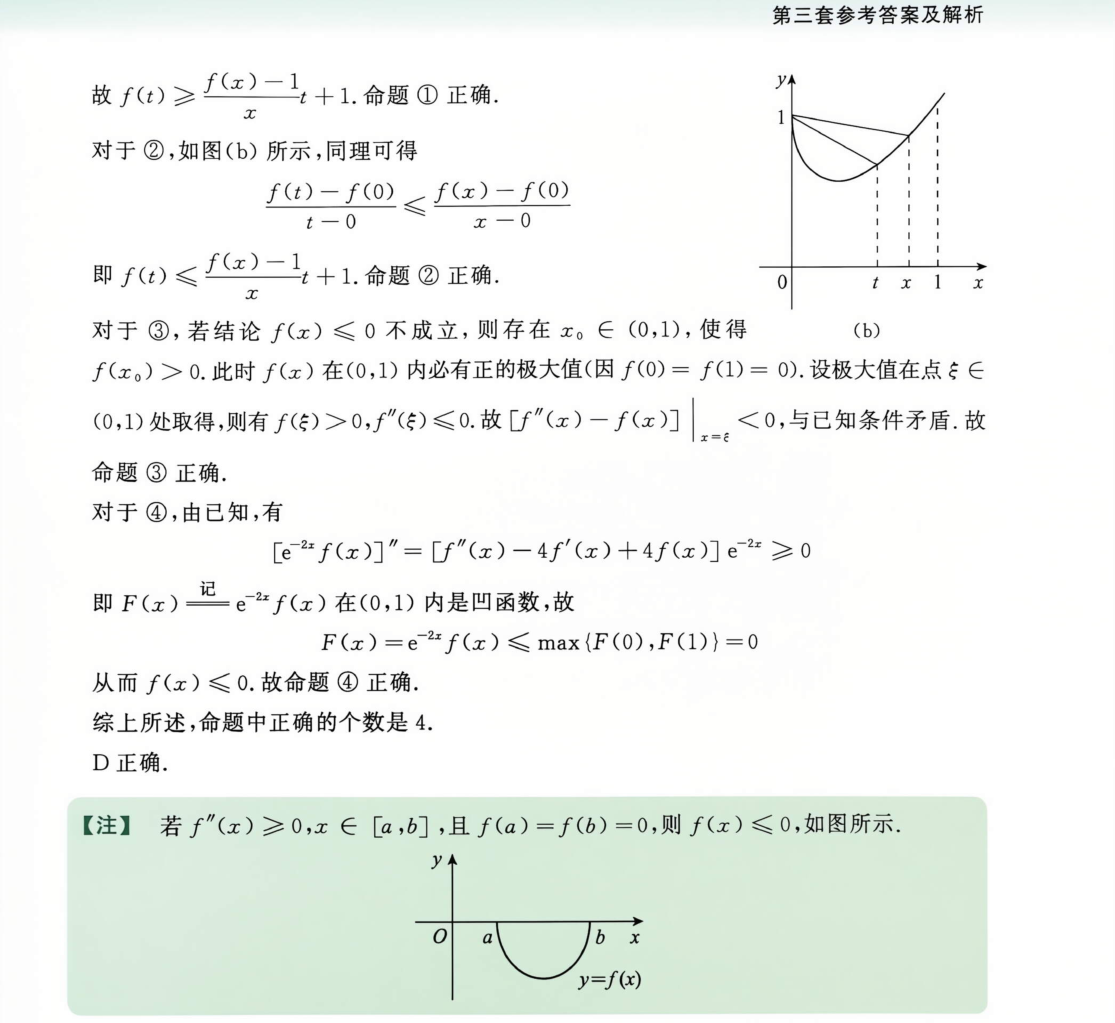 第三套参考答案及解析
故 f(t) ≥ \frac{f(x)-1}{x}t+1. 命题 ① 正确.
对于 ②,如图(b) 所示,同理可得
\frac{f(t)-f(0)}{t-0} ≤ \frac{f(x)-f(0)}{x-0}
即 f(t) ≤ \frac{f(x)-1}{x}t+1. 命题 ② 正确.
y
1
0
t x 1 x
(b)
对于 ③, 若结论 f(x) ≤ 0 不成立, 则存在 x₀ ∈ (0,1), 使得
f(x₀) > 0. 此时 f(x) 在(0,1) 内必有正的极大值(因 f(0) = f(1) = 0). 设极大值在点 ξ ∈
(0,1) 处取得,则有 f(ξ)>0,f″(ξ)≤0. 故 [f″(x)-f(x)]|_{x=ξ} <0,与已知条件矛盾. 故
命题 ③ 正确.
对于 ④,由已知,有
[e^{-2x}f(x)]″=[f″(x)-4f′(x)+4f(x)]e^{-2x} ≥ 0
即 F(x) \xlongequal{记} e^{-2x}f(x) 在(0,1) 内是凹函数,故
F(x)=e^{-2x}f(x) ≤ max{F(0),F(1)}=0
从而 f(x) ≤ 0. 故命题 ④ 正确.
综上所述,命题中正确的个数是 4.
D 正确.
【注】 若 f″(x) ≥ 0,x ∈ [a,b],且 f(a)=f(b)=0,则 f(x) ≤ 0,如图所示.
y
O a b x
y=f(x)